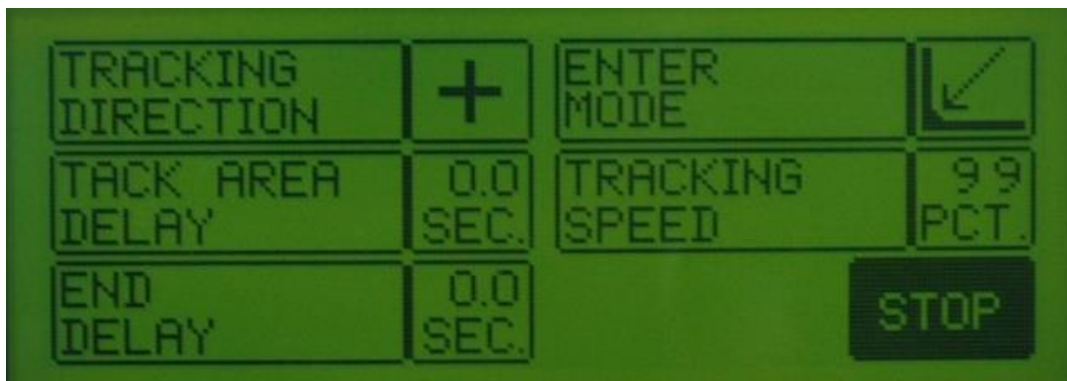 TRACKING
DIRECTION
+
ENTER
MODE
TACK AREA
DELAY
0.0
SEC.
TRACKING
SPEED
99
PCT.
END
DELAY
0.0
SEC.
STOP